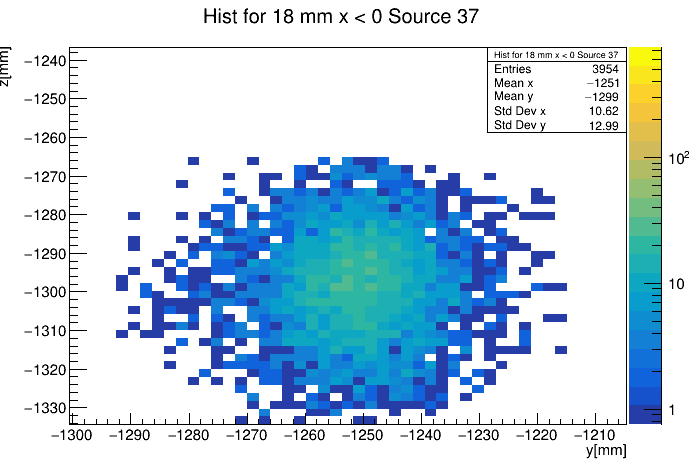 Hist for 18 mm x < 0 Source 37
z[mm]
Hist for 18 mm x < 0 Source 37
Entries 3954
Mean x −1251
Mean y −1299
Std Dev x 10.62
Std Dev y 12.99
−1240
−1250
−1260
−1270
−1280
−1290
−1300
−1310
−1320
−1330
10²
10
1
−1300 −1290 −1280 −1270 −1260 −1250 −1240 −1230 −1220 −1210
y[mm]